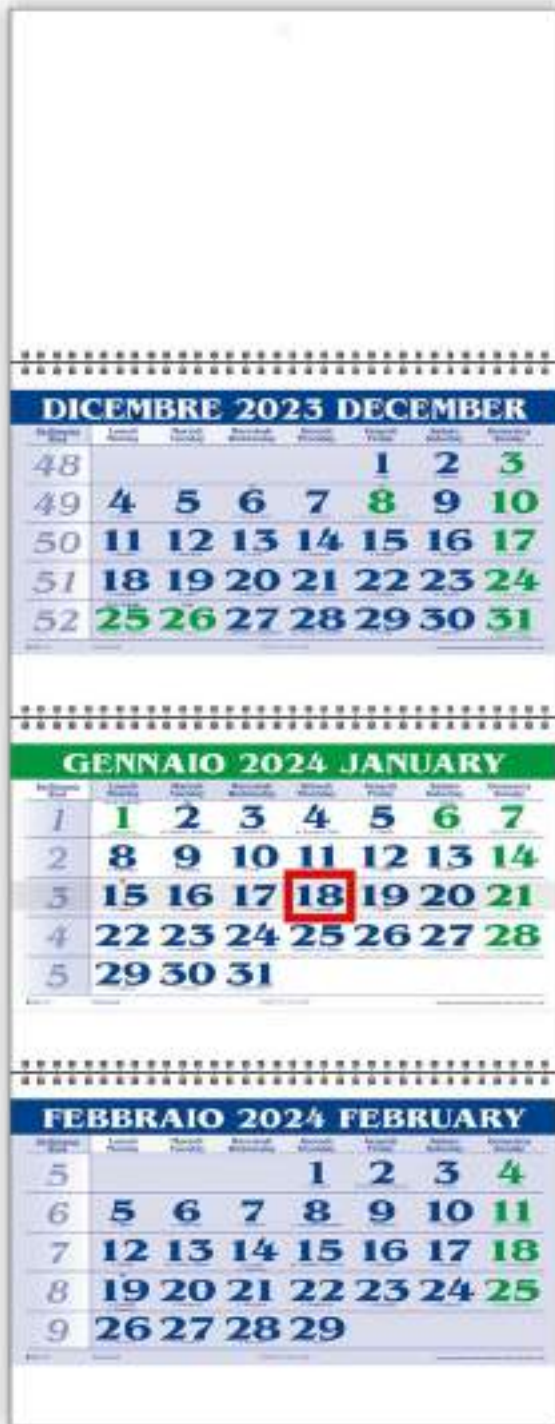 DICEMBRE 2023 DECEMBER
48 1 2 3
49 4 5 6 7 8 9 10
50 11 12 13 14 15 16 17
51 18 19 20 21 22 23 24
52 25 26 27 28 29 30 31
GENNAIO 2024 JANUARY
1 1 2 3 4 5 6 7
2 8 9 10 11 12 13 14
3 15 16 17 18 19 20 21
4 22 23 24 25 26 27 28
5 29 30 31
FEBBRAIO 2024 FEBRUARY
5 1 2 3 4
6 5 6 7 8 9 10 11
7 12 13 14 15 16 17 18
8 19 20 21 22 23 24 25
9 26 27 28 29